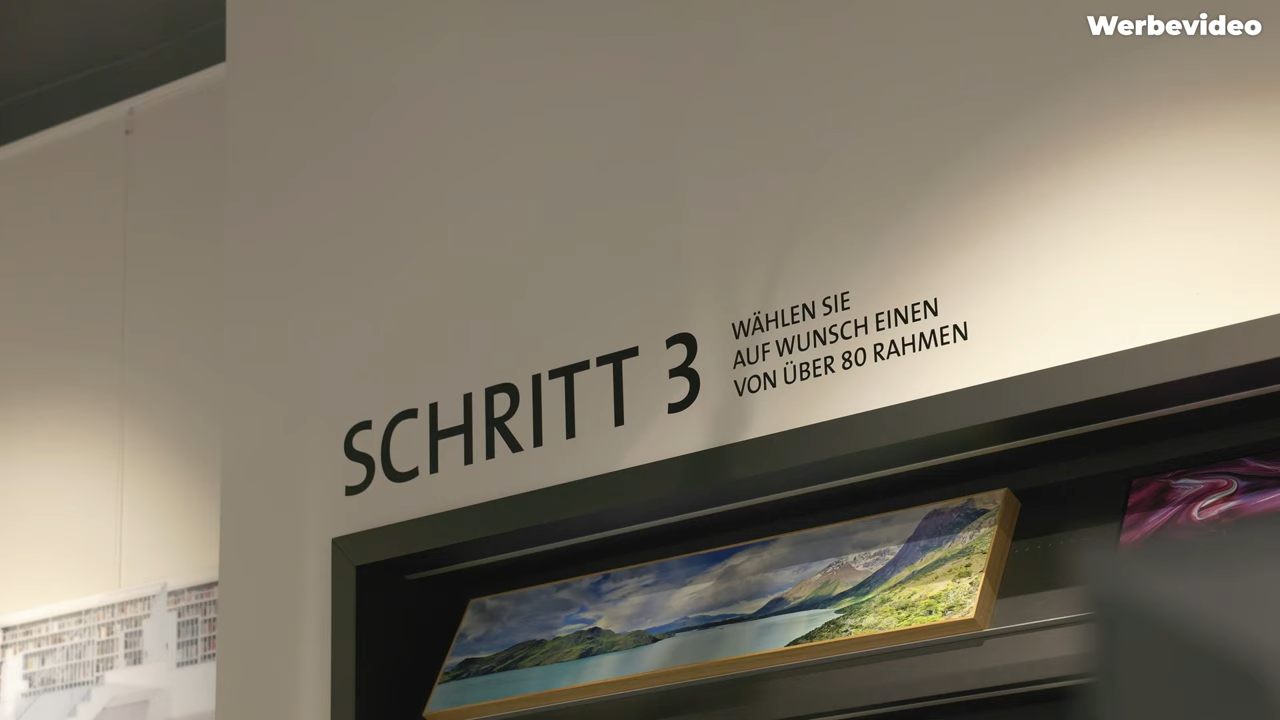 Werbevideo
SCHRITT 3
WÄHLEN SIE
AUF WUNSCH EINEN
VON ÜBER 80 RAHMEN